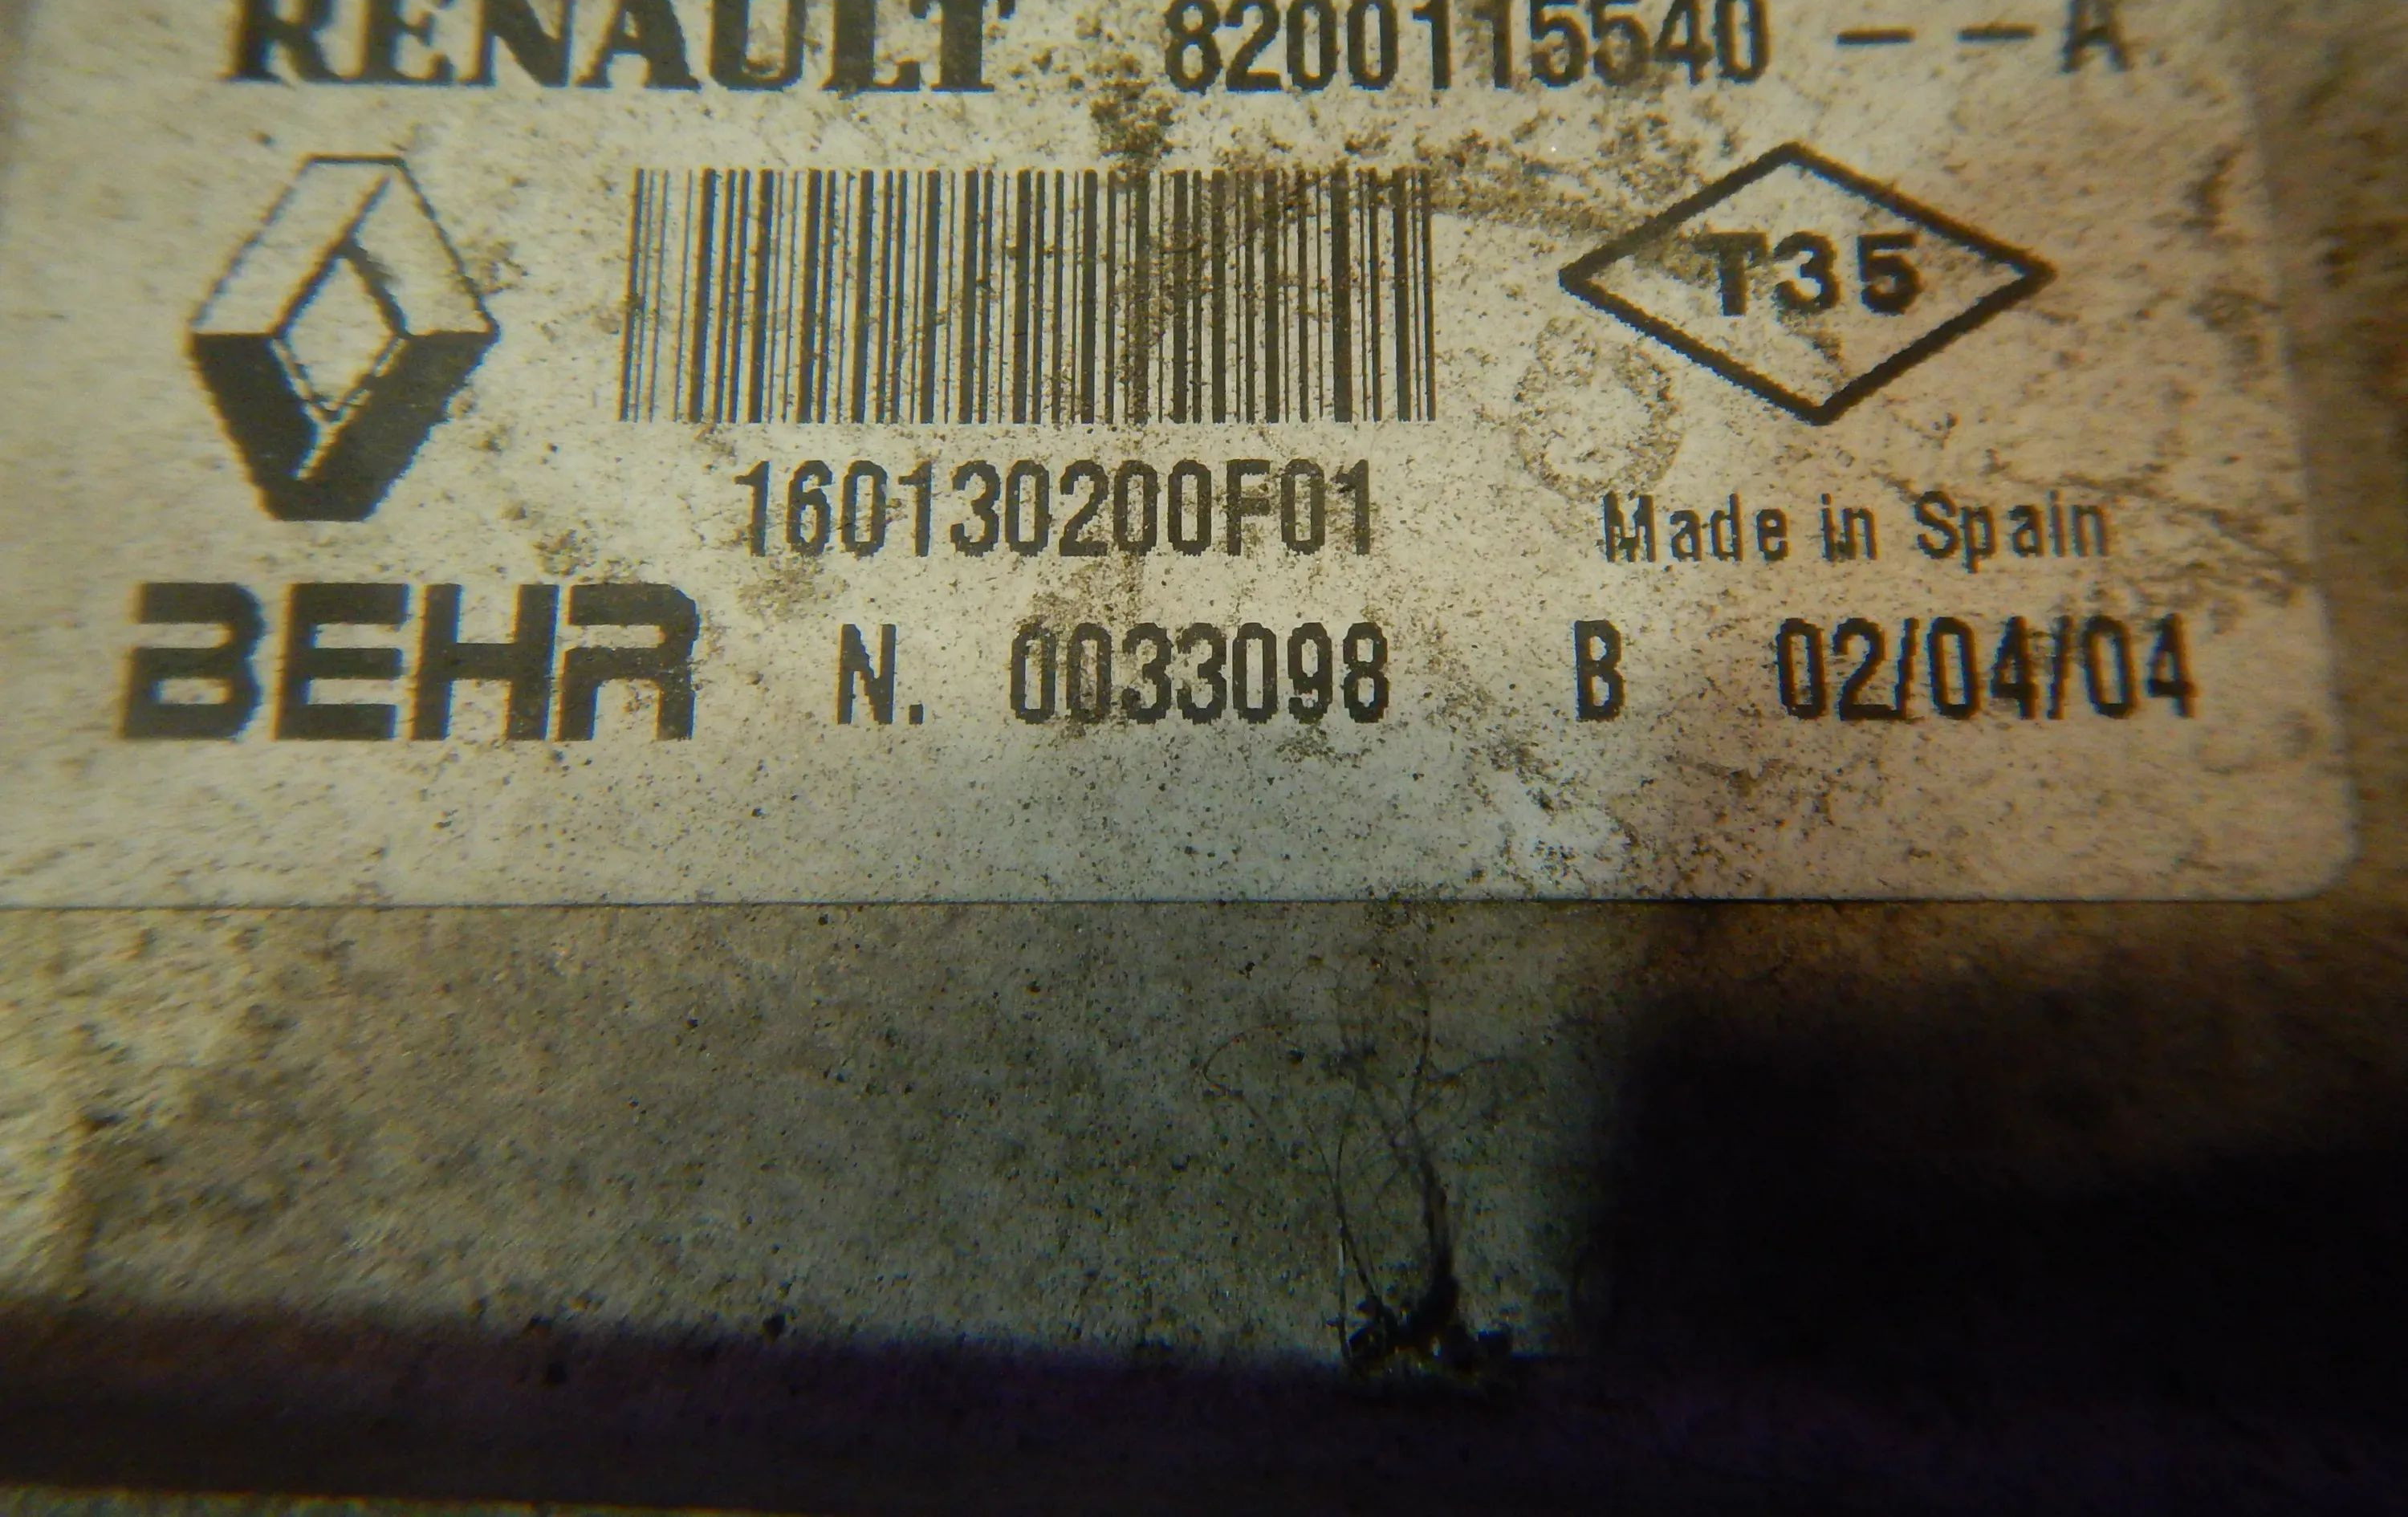 RENAULT 8200115540 --A
T35
160130200F01
Made in Spain
BEHR N. 0033098 B 02/04/04